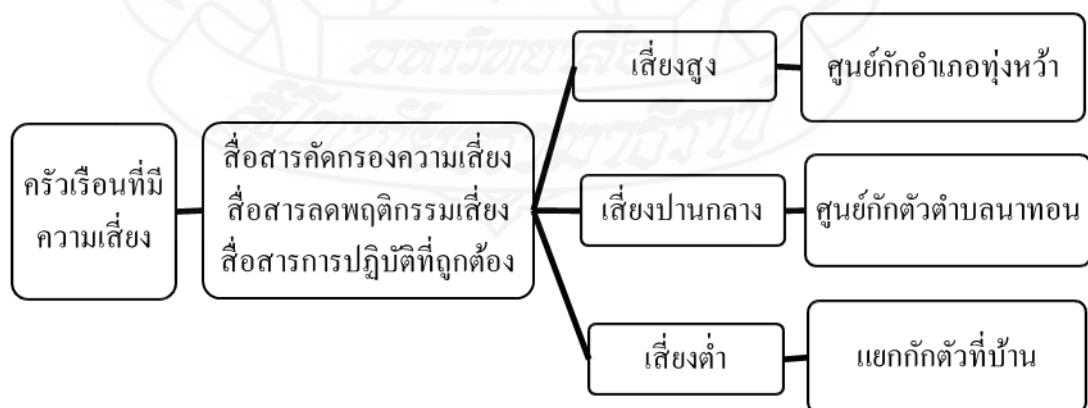 ครัวเรือนที่มี
ความเสี่ยง
สื่อสารคัดกรองความเสี่ยง
สื่อสารลดพฤติกรรมเสี่ยง
สื่อสารการปฏิบัติที่ถูกต้อง
เสี่ยงสูง
ศูนย์กักอำเภอทุ่งหว้า
เสี่ยงปานกลาง
ศูนย์กักตัวตำบลนาทอน
เสี่ยงต่ำ
แยกกักตัวที่บ้าน